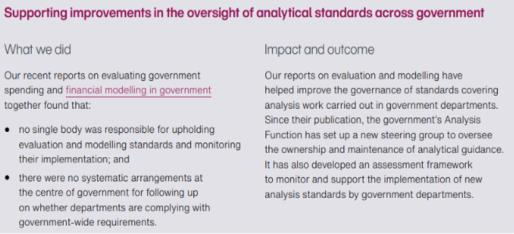 Supporting improvements in the oversight of analytical standards across government
What we did
Our recent reports on evaluating government
spending and financial modelling in government
together found that:
• no single body was responsible for upholding
evaluation and modelling standards and monitoring
their implementation; and
• there were no systematic arrangements at
the centre of government for following up
on whether departments are complying with
government-wide requirements.
Impact and outcome
Our reports on evaluation and modelling have
helped improve the governance of standards covering
analysis work carried out in government departments.
Since their publication, the government's Analysis
Function has set up a new steering group to oversee
the ownership and maintenance of analytical guidance.
It has also developed an assessment framework
to monitor and support the implementation of new
analysis standards by government departments.